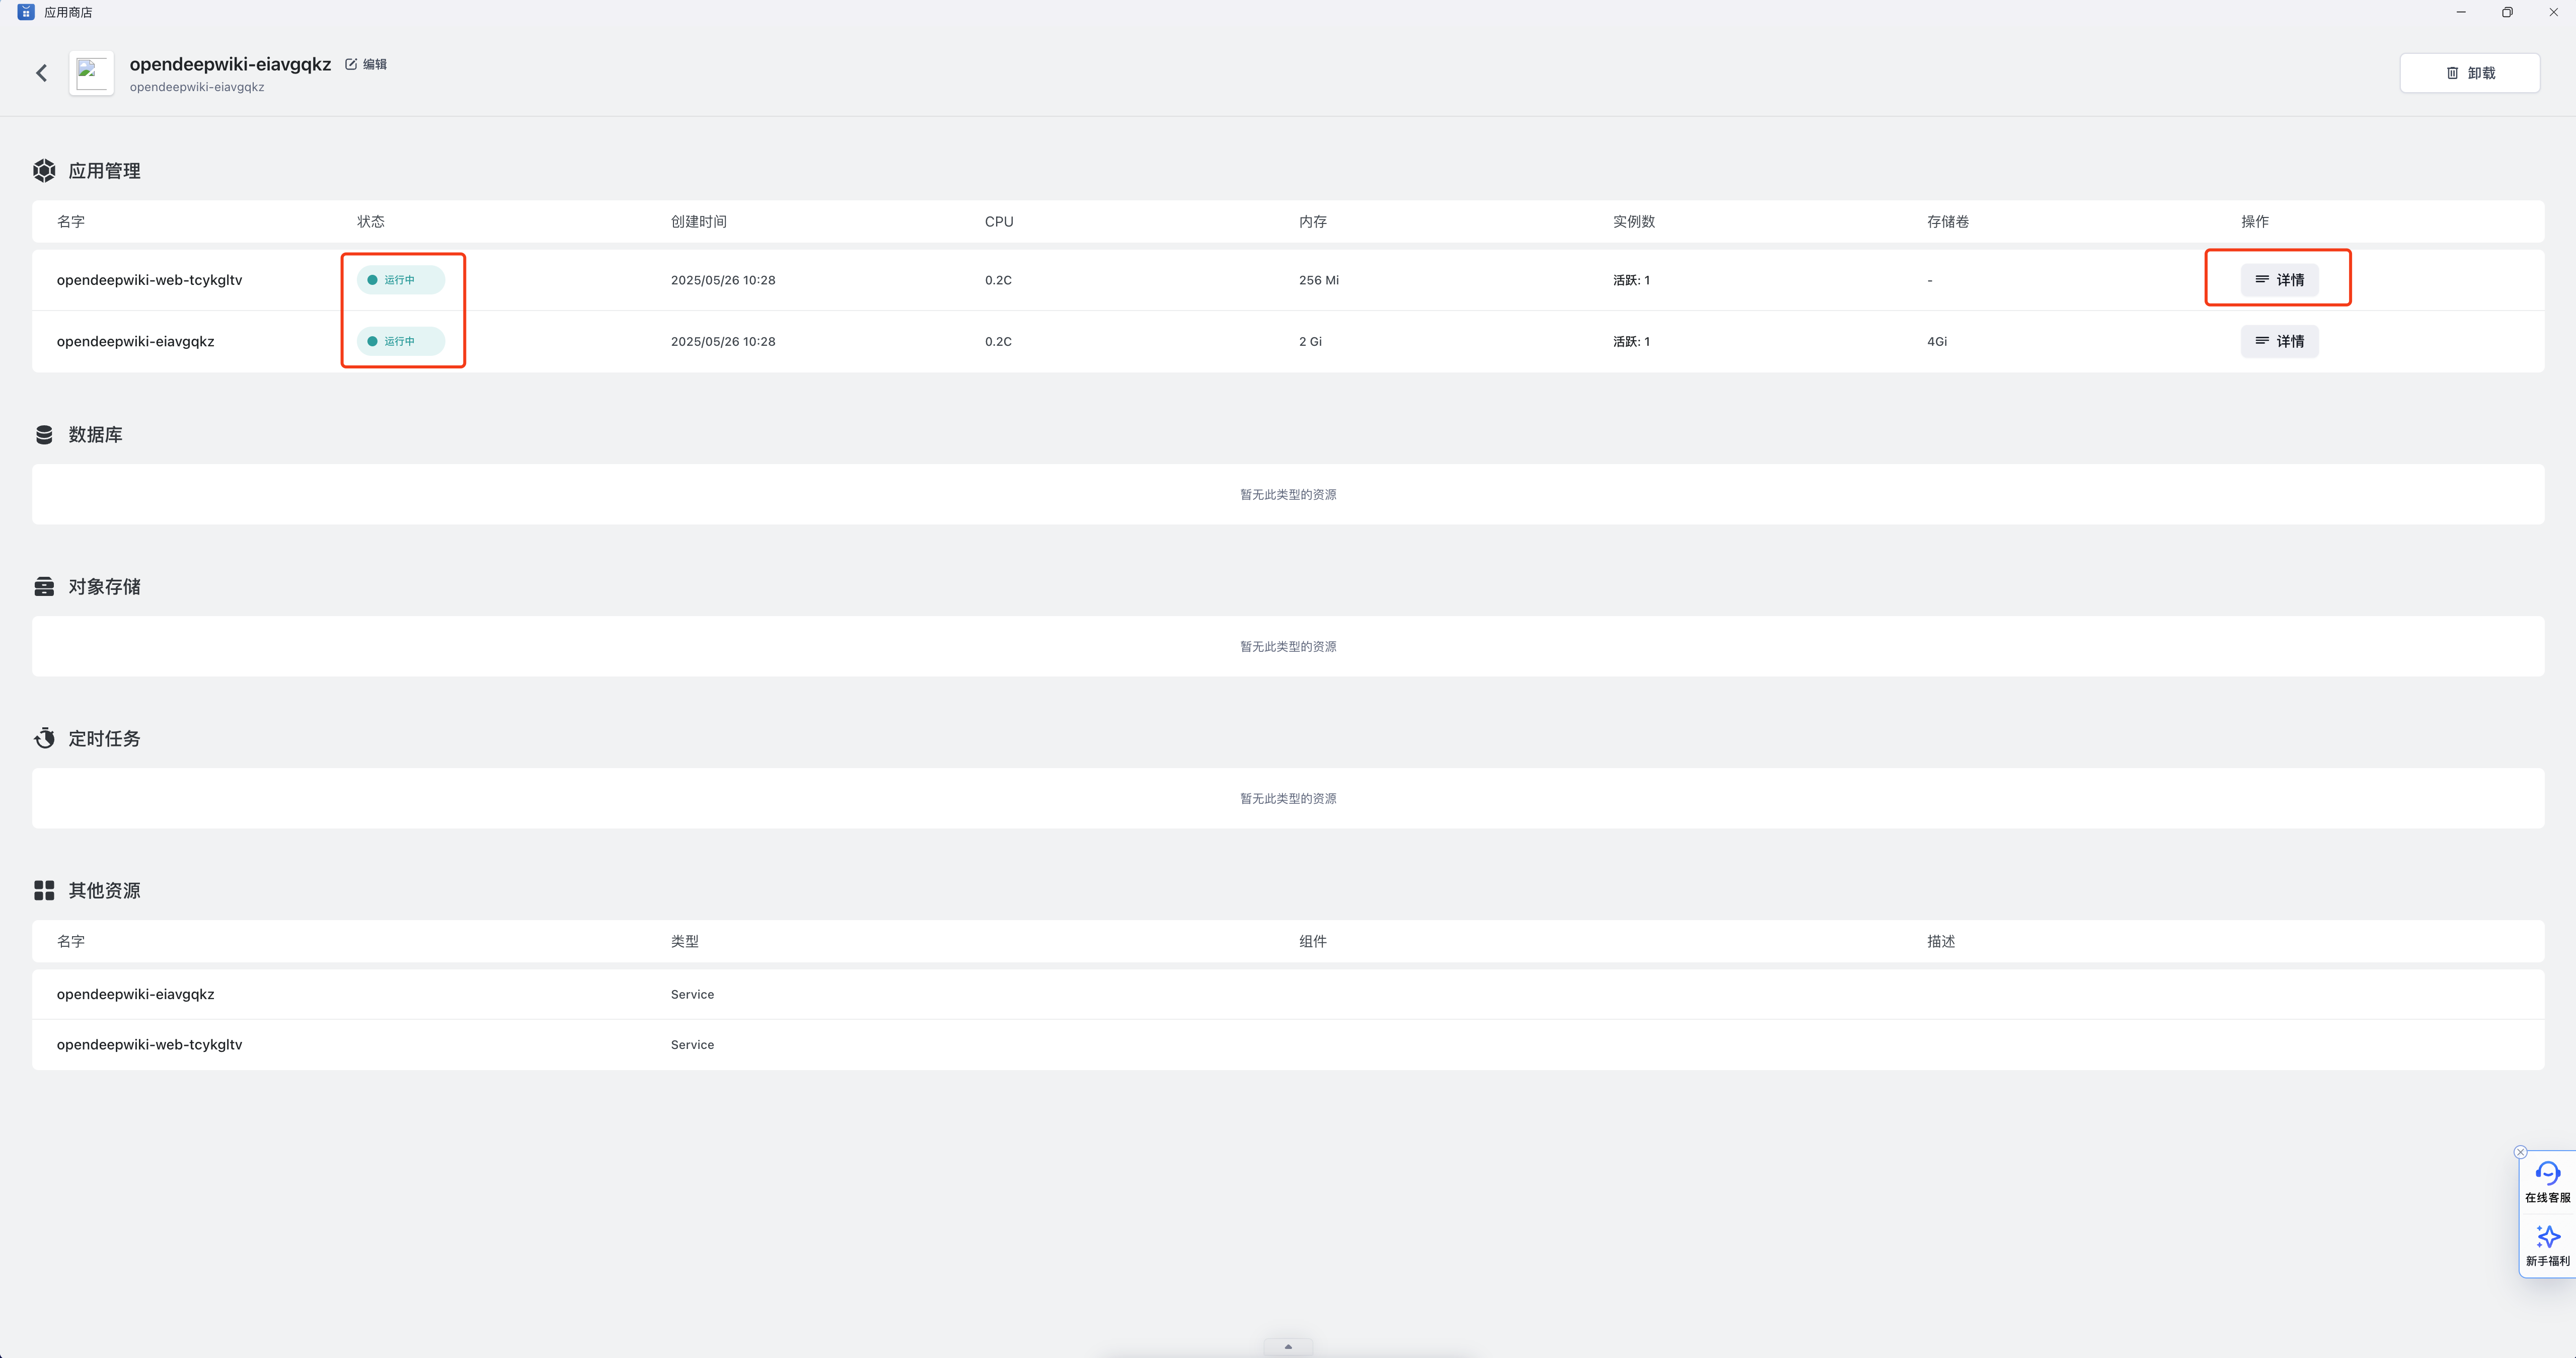 应用商店
opendeepwiki-eiavgqkz 编辑
opendeepwiki-eiavgqkz
卸载
应用管理
名字 状态 创建时间 CPU 内存 实例数 存储卷 操作
opendeepwiki-web-tcykgltv 运行中 2025/05/26 10:28 0.2C 256 Mi 活跃: 1 - 详情
opendeepwiki-eiavgqkz 运行中 2025/05/26 10:28 0.2C 2 Gi 活跃: 1 4Gi 详情
数据库
暂无此类型的资源
对象存储
暂无此类型的资源
定时任务
暂无此类型的资源
其他资源
名字 类型 组件 描述
opendeepwiki-eiavgqkz Service
opendeepwiki-web-tcykgltv Service
在线客服
新手福利